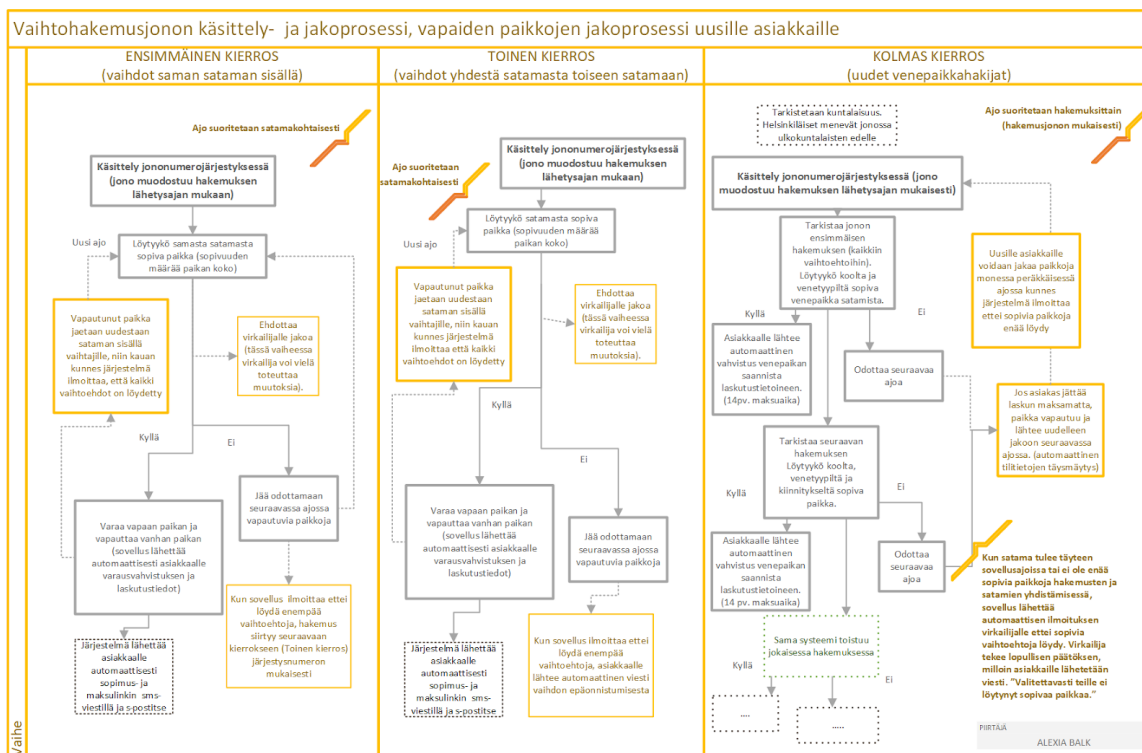 Vaihtohakemusjonon käsittely- ja jakoprosessi, vapaiden paikkojen jakoprosessi uusille asiakkaille
ENSIMMÄINEN KIERROS
(vaihdot saman sataman sisällä)
Ajo suoritetaan satamakohtaisesti
Käsittely jononumerojärjestyksessä
(jono muodostuu hakemuksen
lähetysajan mukaan)
Uusi ajo
Löytyykö samasta satamasta
sopiva paikka (sopivuuden
määrää paikan koko)
Vapautunut paikka
jaetaan uudestaan
sataman sisällä
vaihtajille, niin kauan
kunnes järjestelmä
ilmoittaa, että kaikki
vaihtoehdot on löydetty
Ehdottaa
virkailijalle jakoa
(tässä vaiheessa
virkailija voi vielä
toteuttaa
muutoksia).
Kyllä
Ei
Varaa vapaan paikan ja
vapauttaa vanhan paikan
(sovellus lähettää
automaattisesti asiakaalle
varausvahvistuksen ja
laskutustiedot)
Jää odottamaan
seuraavassa ajossa
vapautuvia paikkoja
Kun sovellus ilmoittaa ettei
löydä enempää
vaihtoehtoja, hakemus
siirtyy seuraavaan
kierrokseen (Toinen kierros)
järjestysnumeron
mukaisesti
Järjestelmä lähettää
asiakkaalle
automaattisesti
sopimus- ja
maksulinkin sms-
viestillä ja s-postitse
TOINEN KIERROS
(vaihdot yhdestä satamasta toiseen satamaan)
Ajo suoritetaan
satamakohtaisesti
Käsittely jononumerojärjestyksessä
(jono muodostuu hakemuksen
lähetysajan mukaan)
Uusi ajo
Löytyykö satamasta sopiva
paikka (sopivuuden määrää
paikan koko)
Vapautunut paikka
jaetaan uudestaan
sataman sisällä
vaihtajille, niin kauan
kunnes järjestelmä
ilmoittaa, että kaikki
vaihtoehdot on löydetty
Ehdottaa
virkailijalle jakoa
(tässä vaiheessa
virkailija voi vielä
toteuttaa
muutoksia).
Kyllä
Ei
Varaa vapaan paikan ja
vapauttaa vanhan paikan
(sovellus lähettää
automaattisesti asiakaalle
varausvahvistuksen ja
laskutustiedot)
Jää odottamaan
seuraavassa ajossa
vapautuvia paikkoja
Kun sovellus ilmoittaa ettei
löydä enempää
vaihtoehtoja, asiakkaalle
lähtee automaattinen viesti
vaihdon epäonnistumisesta
Järjestelmä lähettää
asiakkaalle
automaattisesti
sopimus- ja
maksulinkin sms-
viestillä ja s-postitse
KOLMAS KIERROS
(uudet venepaikkahakijat)
Tarkistetaan kuntalaisuus.
Helsinkiläiset menevät jonossa
ulkokuntalaisten edelle
Ajo suoritetaan hakemuksittain
(hakemusjonon mukaisesti)
Käsittely jononumerojärjestyksessä (jono
muodostuu hakemuksen lähetysajan mukaisesti)
Tarkistaa jonon
ensimmäisen
hakemuksen (kaikkiin
vaihtoehtoihin).
Löytyykö koolta ja
venetyypiltä sopiva
venepaikka satamista.
Uusille asiakkaille
voidaan jakaa paikkoja
monessa peräkkäisessä
ajossa kunnes
järjestelmä ilmoittaa
ettei sopivia paikkoja
enää löydy
Kyllä
Ei
Asiakkaalle lähtee
automaattinen
vahvistus venepaikan
saannista
laskutustietoineen.
(14pv. maksuaika)
Odottaa seuraavaa
ajoa
Jos asiakas jättää
laskun maksamatta,
paikka vapautuu ja
lähtee uudelleen
jakoon seuraavassa
ajossa. (automaattinen
tilitietojen täysmäytys)
Tarkistaa seuraavan
hakemuksen
Löytyykö koolta,
venetyypiltä ja
kiinnitykseltä sopiva
paikka.
Kyllä
Ei
Asiakkaalle lähtee
automaattinen
vahvistus venepaikan
saannista
laskutustietoineen.
(14 pv. maksuaika)
Odottaa
seuraavaa
ajoa
Kun satama tulee täyteen
sovellusajoissa tai ei ole enää
sopivia paikkoja hakemusten ja
satamien yhdistämisessä,
sovellus lähettää
automaattisen ilmoituksen
virkailijalle ettei sopivia
vaihtoehtoja löydy. Virkailija
tekee lopullisen päätöksen,
milloin asiakkaille lähetetään
viesti. "Valitettavasti teille ei
löytynyt sopivaa paikkaa."
Sama systeemi toistuu
jokaisessa hakemuksessa
Kyllä
Ei
....
.....
PIIRTÄJÄ
ALEXIA BALK
Vaihe